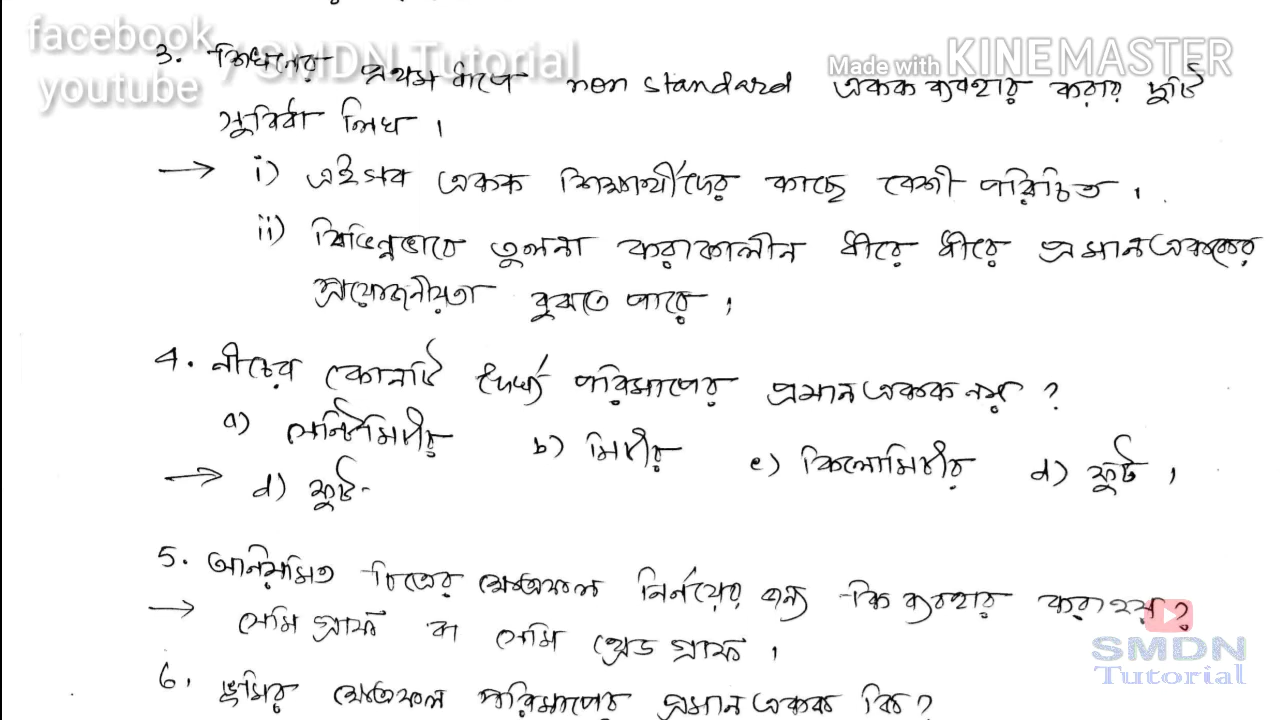 facebook
youtube / SMDN Tutorial
Made with KINEMASTER
3. শিখনের প্রথম ধাপে non standard একক ব্যবহার করার দুটি
সুবিধা লিখ ।
→ i) এইসব একক শিক্ষার্থীদের কাছে বেশী পরিচিত ।
ii) বিভিন্নভাবে তুলনা করাকালীন ধীরে ধীরে প্রমান এককের
প্রয়োজনীয়তা বুঝতে পারে ।
4. নীচের কোনটি দৈর্ঘ্য পরিমাপের প্রমান একক নয় ?
a) সেন্টিমিটার b) মিটার c) কিলোমিটার d) ফুট ।
→ d) ফুট
5. অনিয়মিত চিত্রের ক্ষেত্রফল নির্নয়ের জন্য কি ব্যবহার করা হয় ?
→ সেমি গ্রাফ বা সেমি গ্রাফ ।
6. ভূমির ক্ষেত্রফল পরিমাপের প্রমান একক কি ?
SMDN
Tutorial